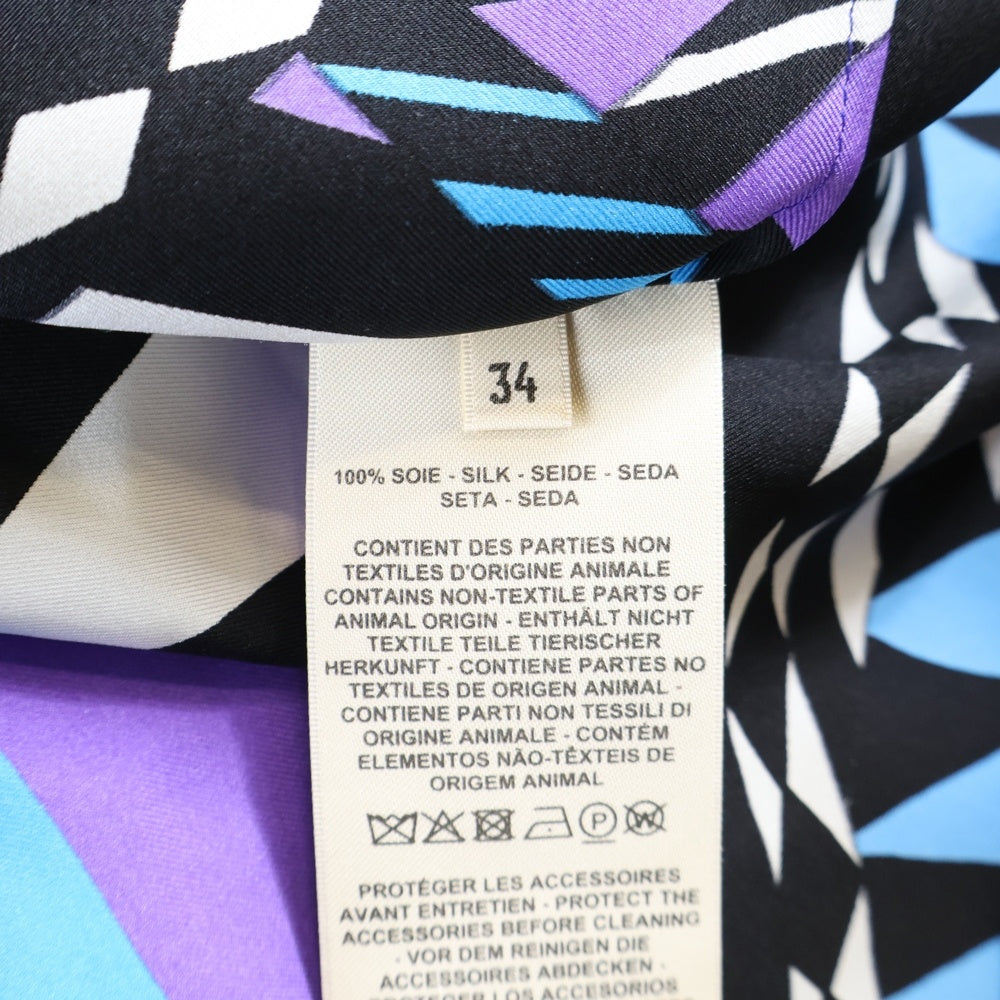 34
100% SOIE - SILK - SEIDE - SEDA
SETA - SEDA
CONTIENT DES PARTIES NON
TEXTILES D'ORIGINE ANIMALE
CONTAINS NON-TEXTILE PARTS OF
ANIMAL ORIGIN - ENTHÄLT NICHT
TEXTILE TEILE TIERISCHER
HERKUNFT - CONTIENE PARTES NO
TEXTILES DE ORIGEN ANIMAL -
CONTIENE PARTI NON TESSILI DI
ORIGINE ANIMALE - CONTÉM
ELEMENTOS NÃO-TÊXTEIS DE
ORIGEM ANIMAL
P W
PROTÉGER LES ACCESSOIRES
AVANT ENTRETIEN - PROTECT THE
ACCESSORIES BEFORE CLEANING
- VOR DEM REINIGEN DIE
ACCESSOIRES ABDECKEN -
PROTEGER LOS ACCESORIOS